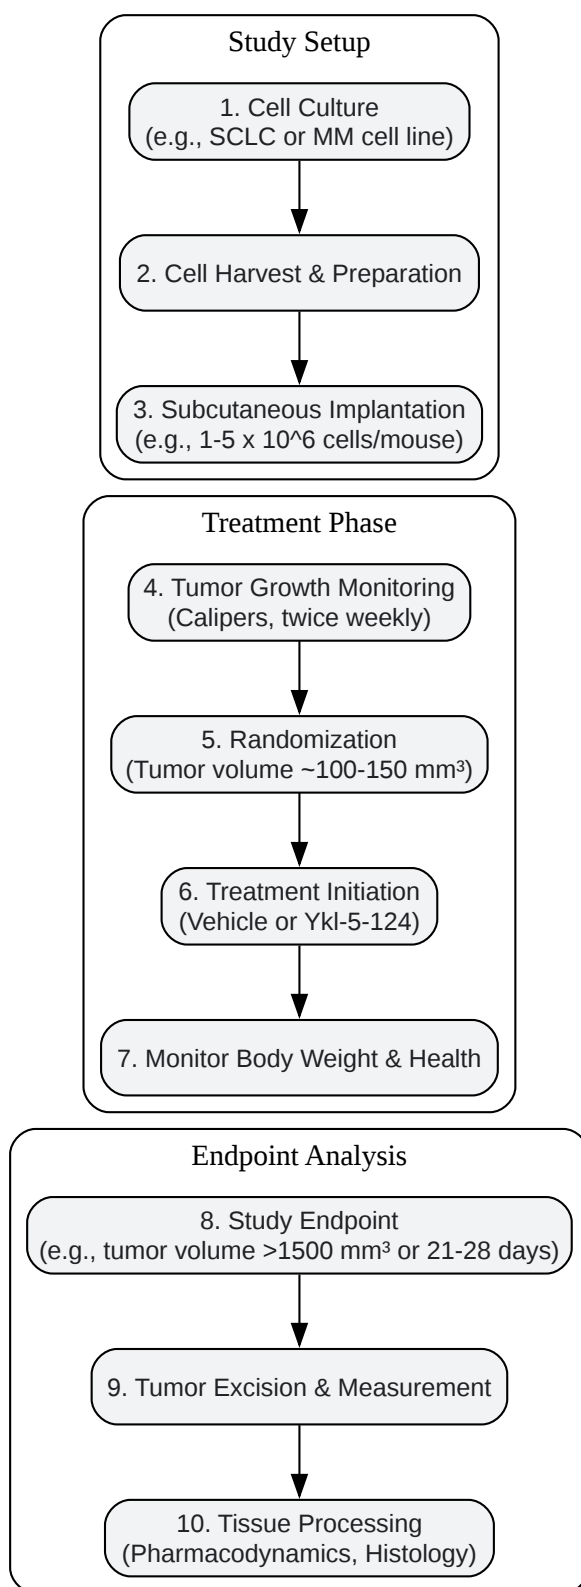 Study Setup
1. Cell Culture
(e.g., SCLC or MM cell line)
2. Cell Harvest & Preparation
3. Subcutaneous Implantation
(e.g., 1-5 x 10^6 cells/mouse)
Treatment Phase
4. Tumor Growth Monitoring
(Calipers, twice weekly)
5. Randomization
(Tumor volume ~100-150 mm³)
6. Treatment Initiation
(Vehicle or Ykl-5-124)
7. Monitor Body Weight & Health
Endpoint Analysis
8. Study Endpoint
(e.g., tumor volume >1500 mm³ or 21-28 days)
9. Tumor Excision & Measurement
10. Tissue Processing
(Pharmacodynamics, Histology)